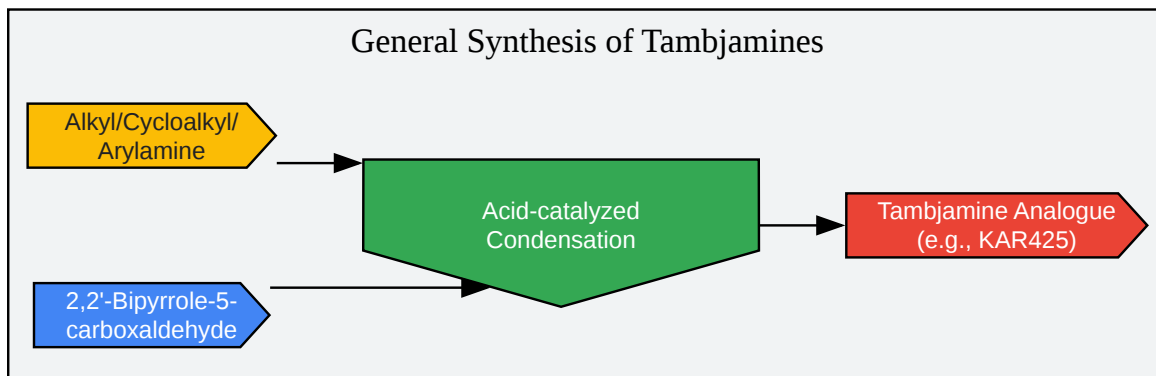 General Synthesis of Tambjamines
Alkyl/Cycloalkyl/
Arylamine
Acid-catalyzed
Condensation
Tambjamine Analogue
(e.g., KAR425)
2,2'-Bipyrrole-5-
carboxaldehyde